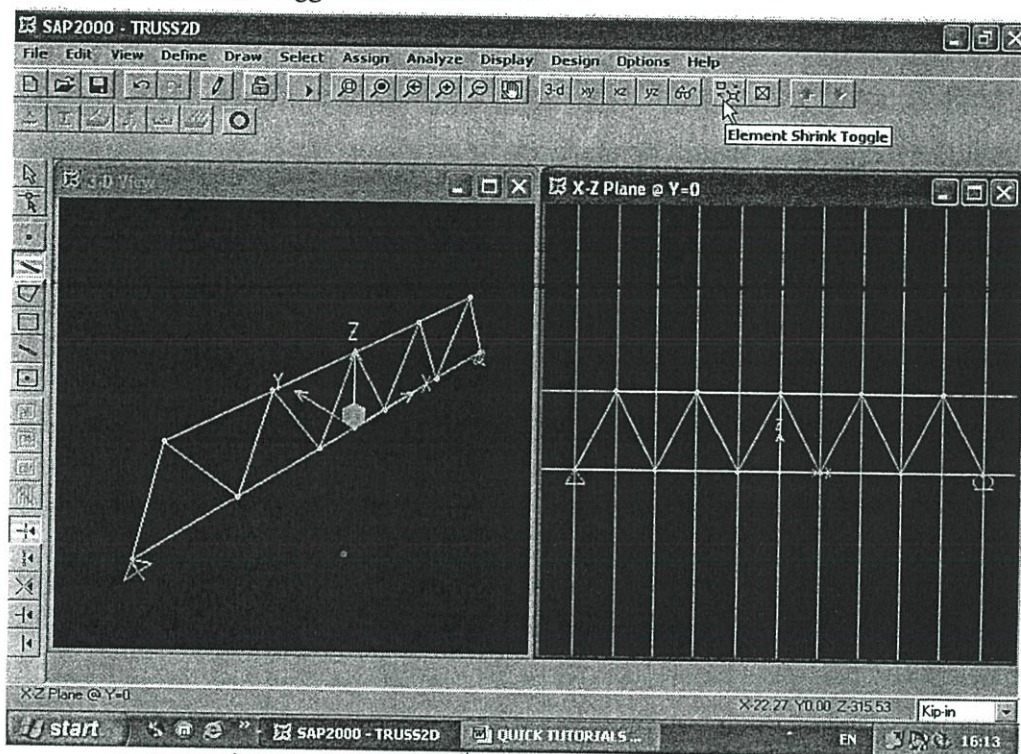 SAP2000 - TRUSS2D
File Edit View Define Draw Select Assign Analyze Display Design Options Help
3-d xy xz yz
Element Shrink Toggle
3-D View
X-Z Plane @ Y=0
Z
Y
X
Z
X
X-Z Plane @ Y=0
X-22.27 Y0.00 Z-315.53
Kip-in
start
SAP2000 - TRUSS2D
QUICK TUTORIALS ...
EN
16:13